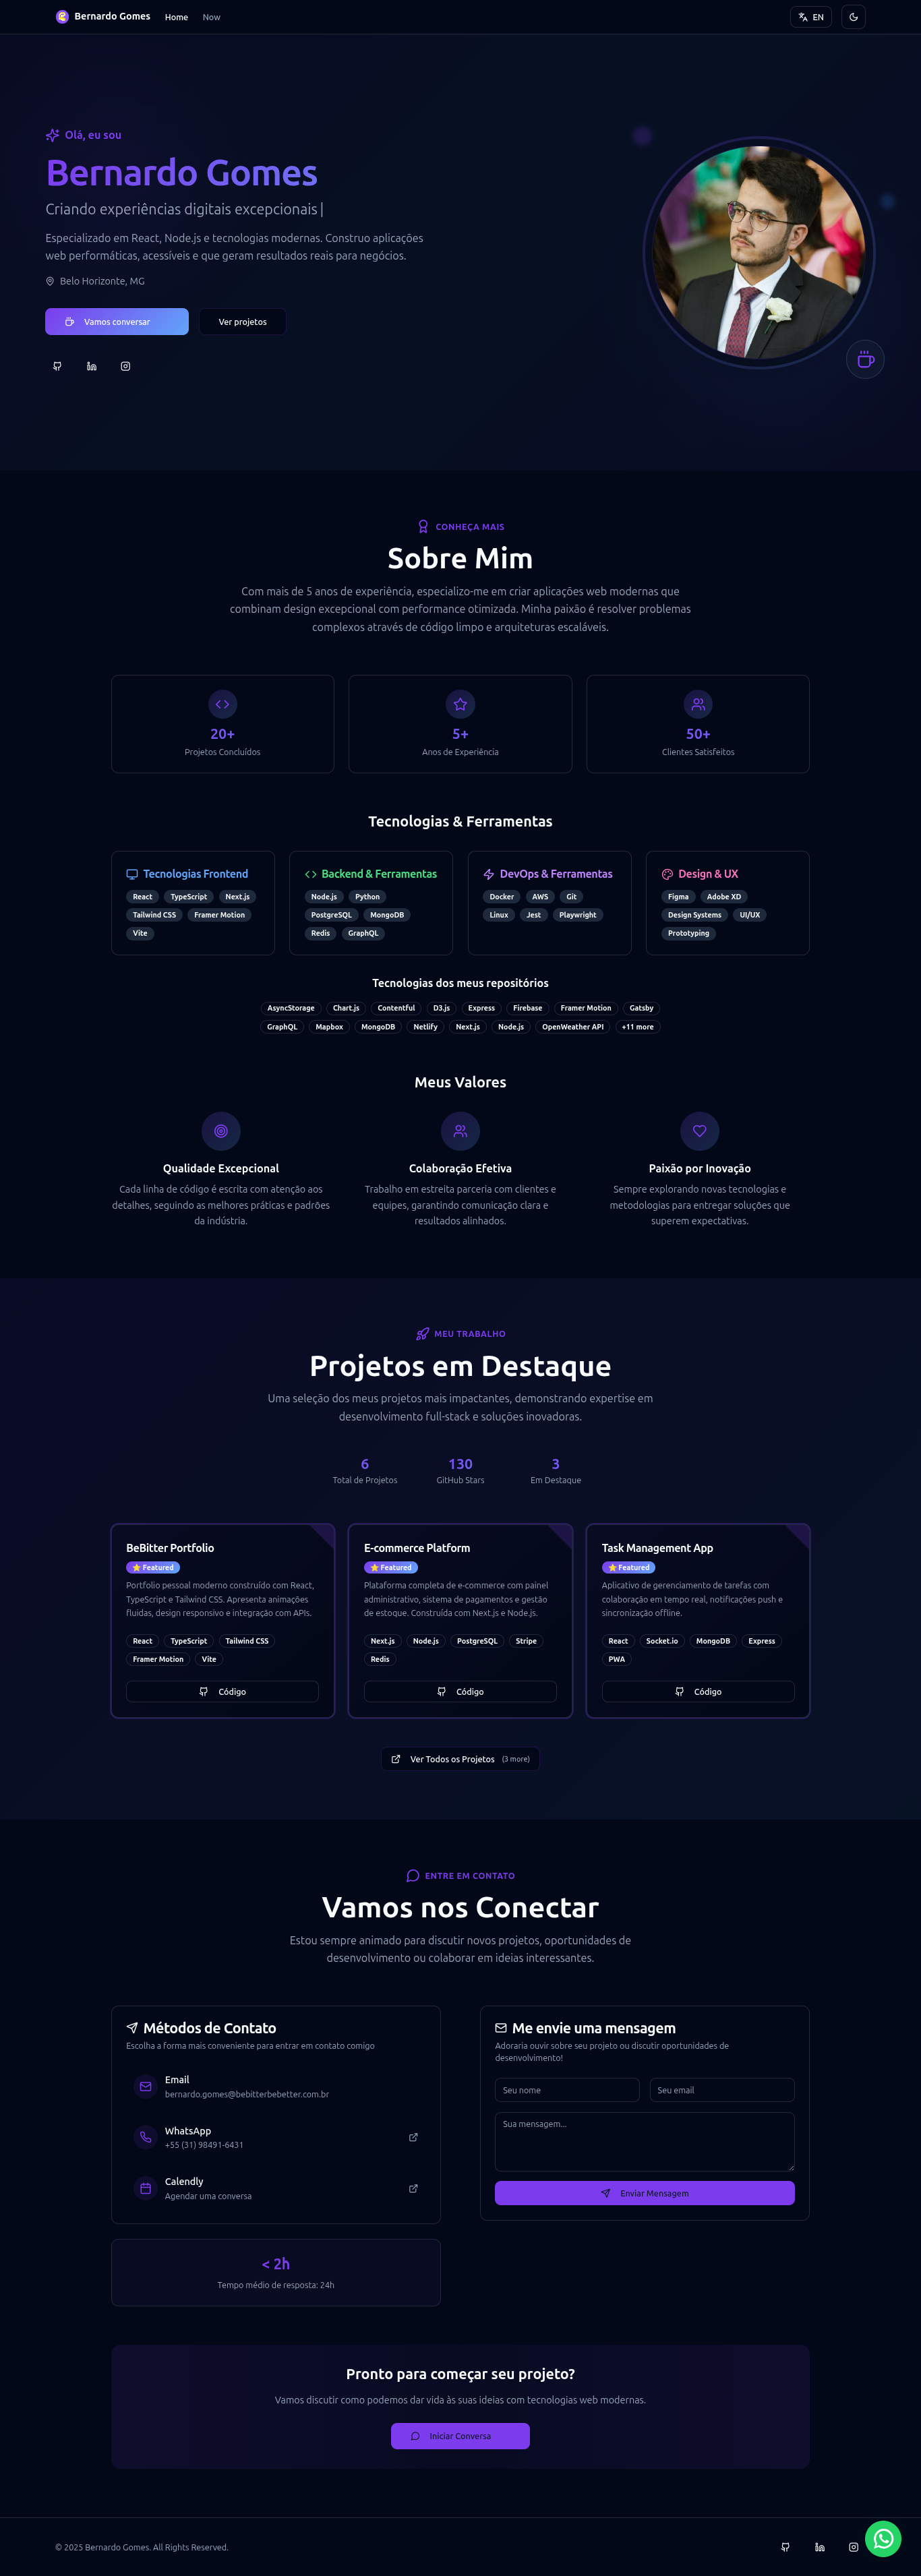 Bernardo Gomes
Home
Now
EN
Olá, eu sou
Bernardo Gomes
Criando experiências digitais excepcionais|
Especializado em React, Node.js e tecnologias modernas. Construo aplicações
web performáticas, acessíveis e que geram resultados reais para negócios.
Belo Horizonte, MG
Vamos conversar
Ver projetos
CONHEÇA MAIS
Sobre Mim
Com mais de 5 anos de experiência, especializo-me em criar aplicações web modernas que
combinam design excepcional com performance otimizada. Minha paixão é resolver problemas
complexos através de código limpo e arquiteturas escaláveis.
20+
Projetos Concluídos
5+
Anos de Experiência
50+
Clientes Satisfeitos
Tecnologias & Ferramentas
Tecnologias Frontend
React TypeScript Next.js
Tailwind CSS Framer Motion
Vite
Backend & Ferramentas
Node.js Python
PostgreSQL MongoDB
Redis GraphQL
DevOps & Ferramentas
Docker AWS Git
Linux Jest Playwright
Design & UX
Figma Adobe XD
Design Systems UI/UX
Prototyping
Tecnologias dos meus repositórios
AsyncStorage Chart.js Contentful D3.js Express Firebase Framer Motion Gatsby
GraphQL Mapbox MongoDB Netlify Next.js Node.js OpenWeather API +11 more
Meus Valores
Qualidade Excepcional
Cada linha de código é escrita com atenção aos
detalhes, seguindo as melhores práticas e padrões
da indústria.
Colaboração Efetiva
Trabalho em estreita parceria com clientes e
equipes, garantindo comunicação clara e
resultados alinhados.
Paixão por Inovação
Sempre explorando novas tecnologias e
metodologias para entregar soluções que
superem expectativas.
MEU TRABALHO
Projetos em Destaque
Uma seleção dos meus projetos mais impactantes, demonstrando expertise em
desenvolvimento full-stack e soluções inovadoras.
6
Total de Projetos
130
GitHub Stars
3
Em Destaque
BeBitter Portfolio
⭐ Featured
Portfolio pessoal moderno construído com React,
TypeScript e Tailwind CSS. Apresenta animações
fluidas, design responsivo e integração com APIs.
React TypeScript Tailwind CSS
Framer Motion Vite
Código
E-commerce Platform
⭐ Featured
Plataforma completa de e-commerce com painel
administrativo, sistema de pagamentos e gestão
de estoque. Construída com Next.js e Node.js.
Next.js Node.js PostgreSQL Stripe
Redis
Código
Task Management App
⭐ Featured
Aplicativo de gerenciamento de tarefas com
colaboração em tempo real, notificações push e
sincronização offline.
React Socket.io MongoDB Express
PWA
Código
Ver Todos os Projetos (3 more)
ENTRE EM CONTATO
Vamos nos Conectar
Estou sempre animado para discutir novos projetos, oportunidades de
desenvolvimento ou colaborar em ideias interessantes.
Métodos de Contato
Escolha a forma mais conveniente para entrar em contato comigo
Email
bernardo.gomes@bebitterbebetter.com.br
WhatsApp
+55 (31) 98491-6431
Calendly
Agendar uma conversa
< 2h
Tempo médio de resposta: 24h
Me envie uma mensagem
Adoraria ouvir sobre seu projeto ou discutir oportunidades de
desenvolvimento!
Seu nome
Seu email
Sua mensagem...
Enviar Mensagem
Pronto para começar seu projeto?
Vamos discutir como podemos dar vida às suas ideias com tecnologias web modernas.
Iniciar Conversa
© 2025 Bernardo Gomes. All Rights Reserved.